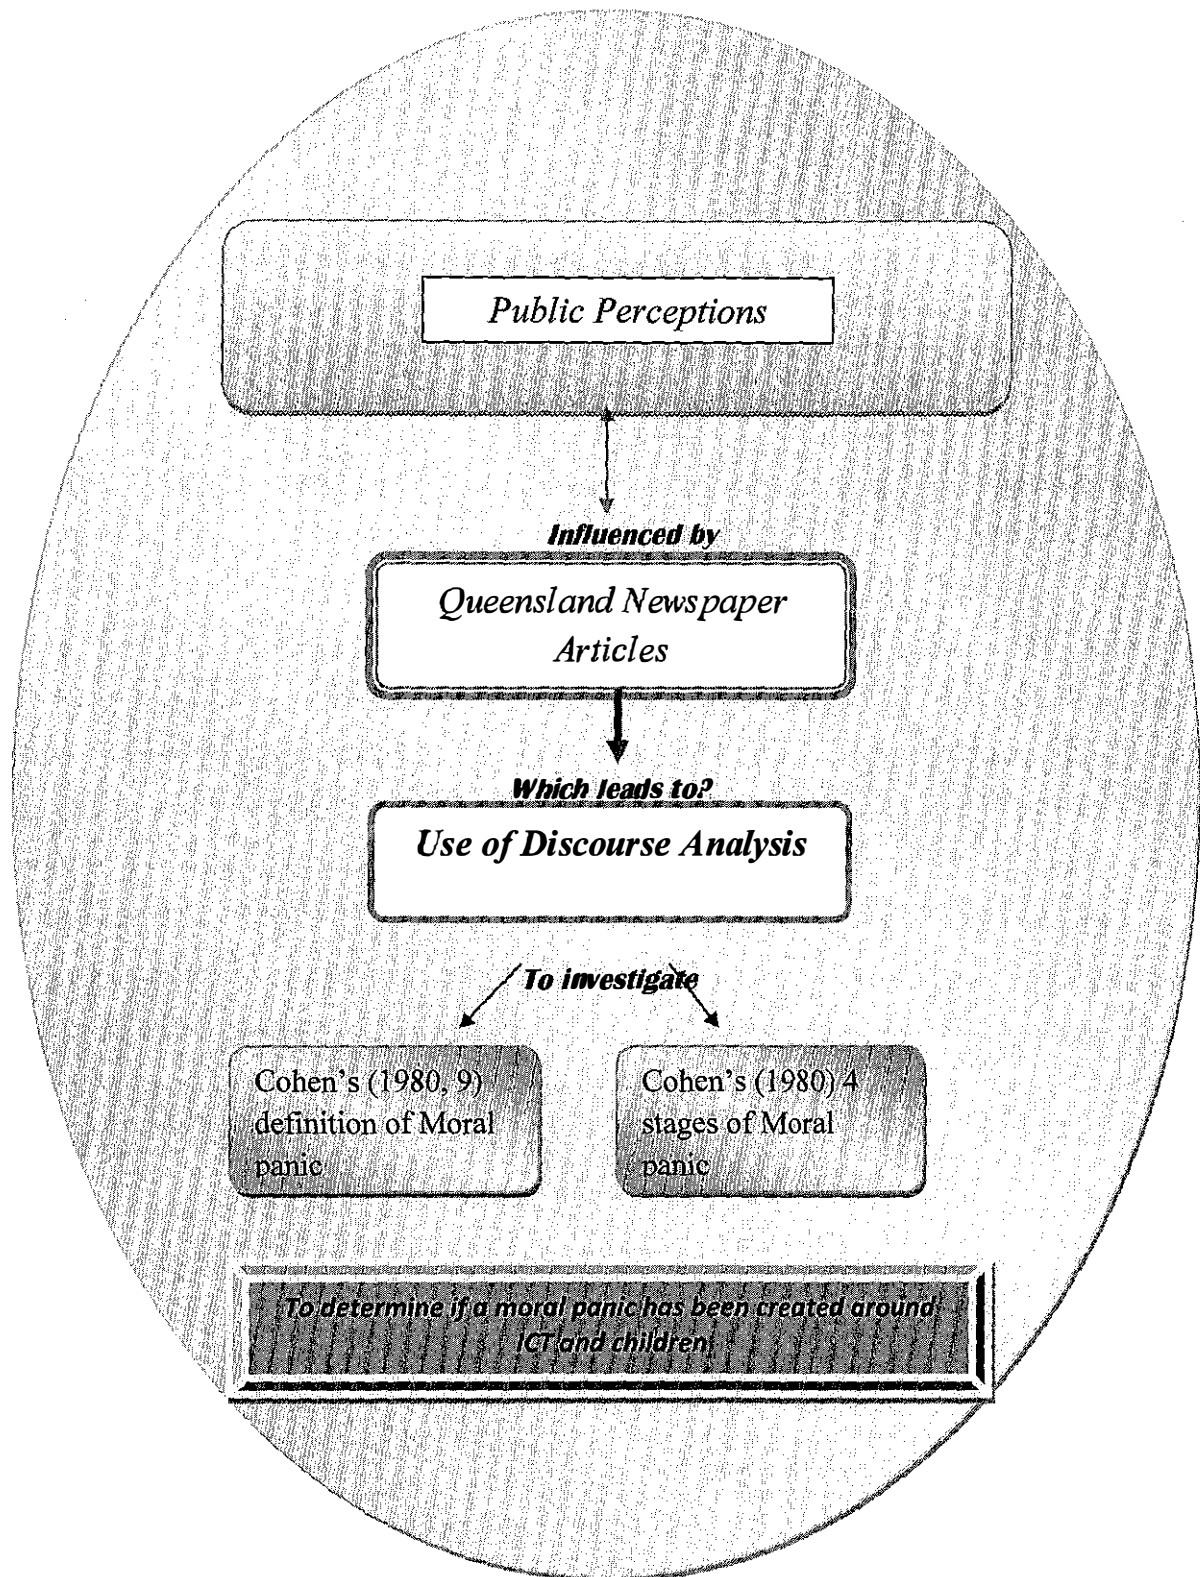 Public Perceptions
Influenced by
Queensland Newspaper
Articles
Which leads to?
Use of Discourse Analysis
To investigate
Cohen's (1980, 9)
definition of Moral
panic
Cohen's (1980) 4
stages of Moral
panic
To determine if a moral panic has been created around
ICT and children